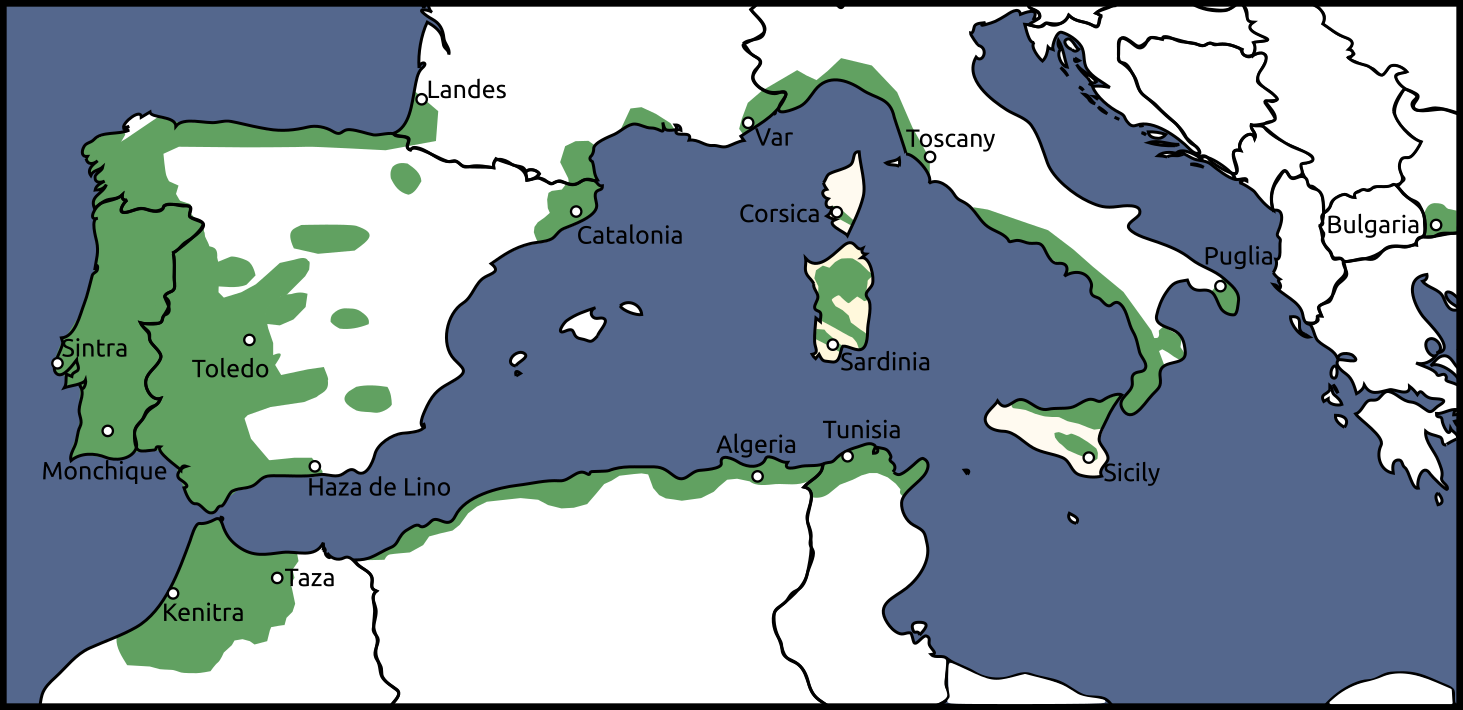 Landes
Var
Toscany
Corsica
Catalonia
Bulgaria
Puglia
Sintra
Toledo
Sardinia
Algeria
Tunisia
Monchique
Haza de Lino
Sicily
Taza
Kenitra